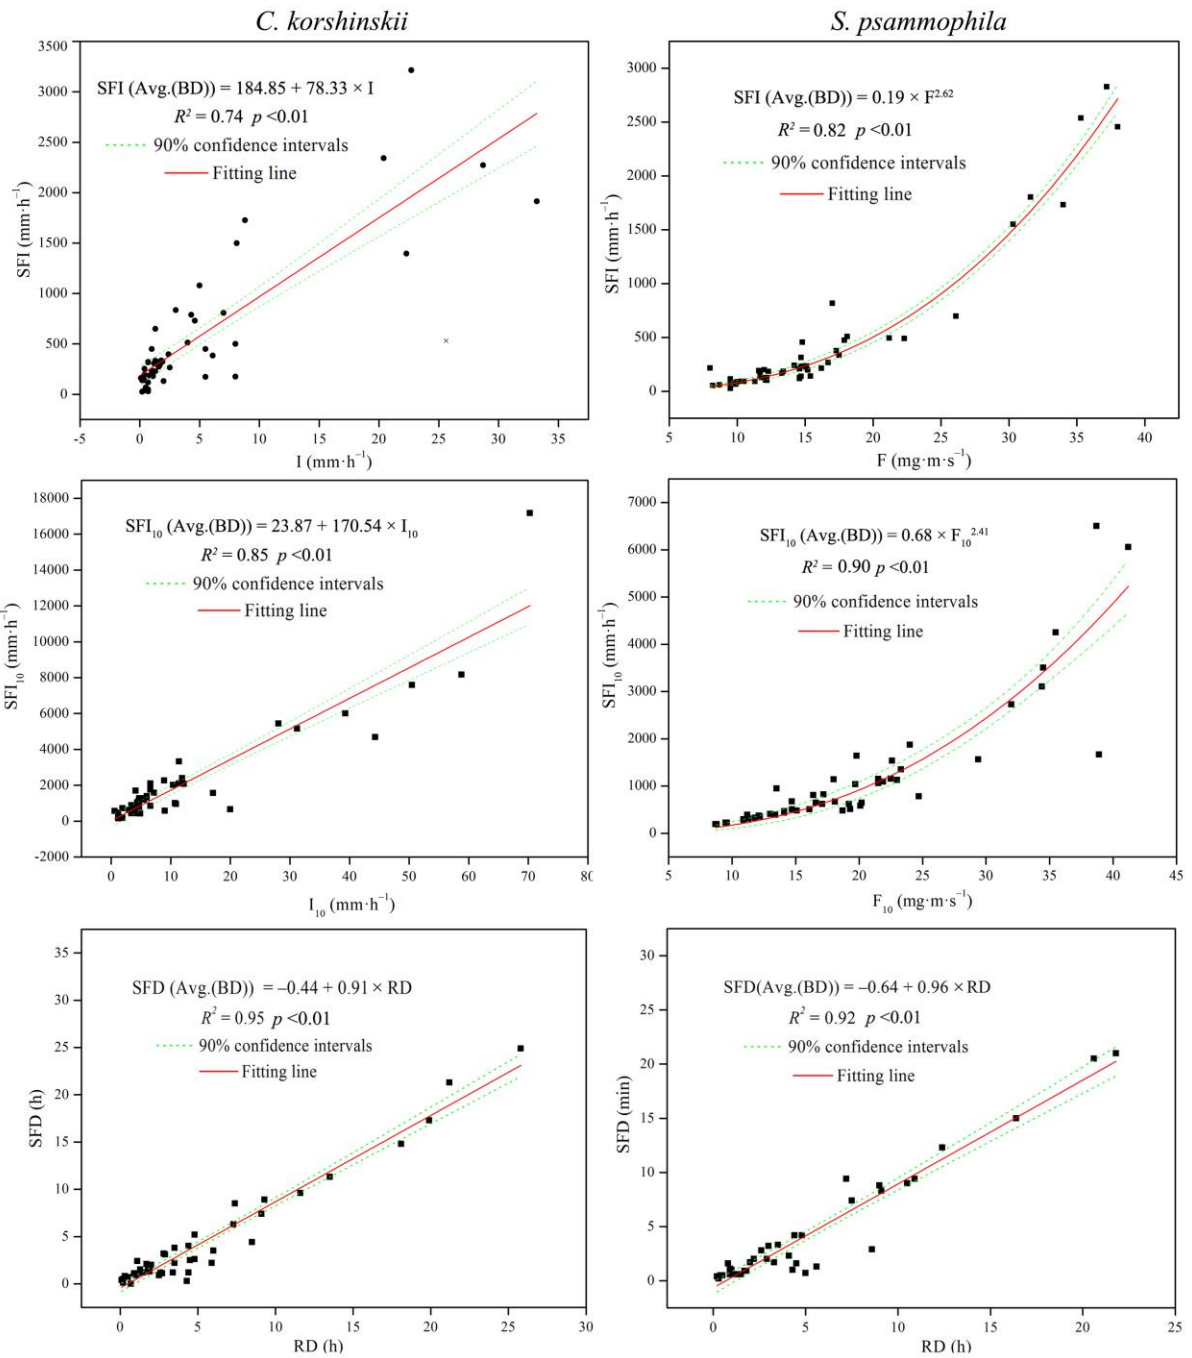 C. korshinskii
S. psammophila
SFI (Avg.(BD)) = 184.85 + 78.33 × I
R² = 0.74 p <0.01
90% confidence intervals
Fitting line
SFI (mm·h⁻¹)
3500
3000
2500
2000
1500
1000
500
0
-5
0
5
10
15
20
25
30
35
I (mm·h⁻¹)
SFI (Avg.(BD)) = 0.19 × F^2.62
R² = 0.82 p <0.01
90% confidence intervals
Fitting line
SFI (mm·h⁻¹)
3000
2500
2000
1500
1000
500
0
5
10
15
20
25
30
35
40
F (mg·m·s⁻¹)
SFI₁₀ (Avg.(BD)) = 23.87 + 170.54 × I₁₀
R² = 0.85 p <0.01
90% confidence intervals
Fitting line
SFI₁₀ (mm·h⁻¹)
18000
16000
14000
12000
10000
8000
6000
4000
2000
0
-2000
0
10
20
30
40
50
60
70
I₁₀ (mm·h⁻¹)
SFI₁₀ (Avg.(BD)) = 0.68 × F₁₀^2.41
R² = 0.90 p <0.01
90% confidence intervals
Fitting line
SFI₁₀ (mm·h⁻¹)
7000
6000
5000
4000
3000
2000
1000
0
5
10
15
20
25
30
35
40
45
F₁₀ (mg·m·s⁻¹)
SFD (Avg.(BD)) = –0.44 + 0.91 × RD
R² = 0.95 p <0.01
90% confidence intervals
Fitting line
SFD (h)
35
30
25
20
15
10
5
0
0
5
10
15
20
25
30
RD (h)
SFD(Avg.(BD)) = –0.64 + 0.96 × RD
R² = 0.92 p <0.01
90% confidence intervals
Fitting line
SFD (min)
30
25
20
15
10
5
0
0
5
10
15
20
25
RD (h)